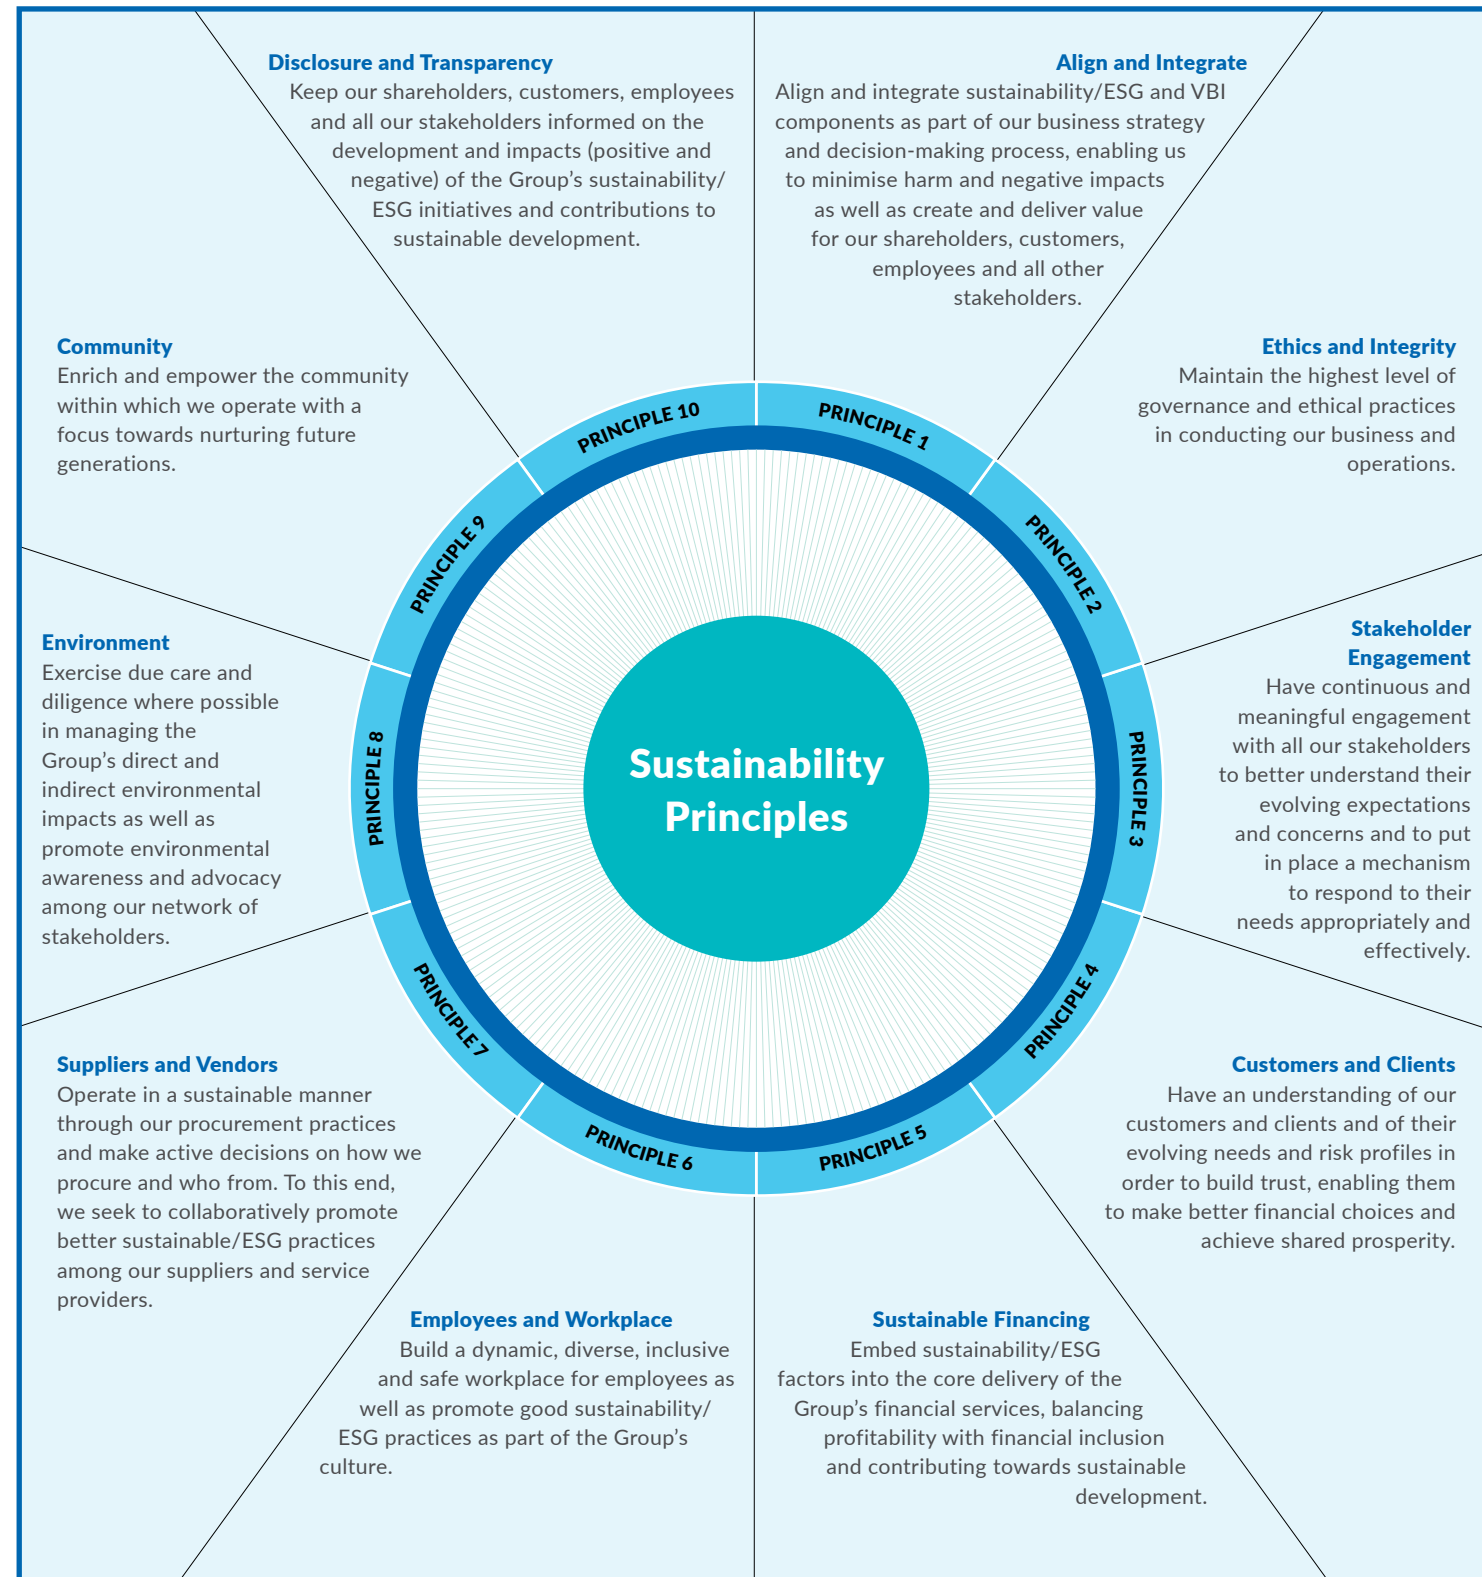 Sustainability
Principles
PRINCIPLE 1
Align and Integrate
Align and integrate sustainability/ESG and VBI
components as part of our business strategy
and decision-making process, enabling us
to minimise harm and negative impacts
as well as create and deliver value
for our shareholders, customers,
employees and all other
stakeholders.
PRINCIPLE 2
Ethics and Integrity
Maintain the highest level of
governance and ethical practices
in conducting our business and
operations.
PRINCIPLE 3
Stakeholder
Engagement
Have continuous and
meaningful engagement
with all our stakeholders
to better understand their
evolving expectations
and concerns and to put
in place a mechanism
to respond to their
needs appropriately and
effectively.
PRINCIPLE 4
Customers and Clients
Have an understanding of our
customers and clients and of their
evolving needs and risk profiles in
order to build trust, enabling them
to make better financial choices and
achieve shared prosperity.
PRINCIPLE 5
Sustainable Financing
Embed sustainability/ESG
factors into the core delivery of the
Group’s financial services, balancing
profitability with financial inclusion
and contributing towards sustainable
development.
PRINCIPLE 6
Employees and Workplace
Build a dynamic, diverse, inclusive
and safe workplace for employees as
well as promote good sustainability/
ESG practices as part of the Group’s
culture.
PRINCIPLE 7
Suppliers and Vendors
Operate in a sustainable manner
through our procurement practices
and make active decisions on how we
procure and who from. To this end,
we seek to collaboratively promote
better sustainable/ESG practices
among our suppliers and service
providers.
PRINCIPLE 8
Environment
Exercise due care and
diligence where possible
in managing the
Group’s direct and
indirect environmental
impacts as well as
promote environmental
awareness and advocacy
among our network of
stakeholders.
PRINCIPLE 9
Community
Enrich and empower the community
within which we operate with a
focus towards nurturing future
generations.
PRINCIPLE 10
Disclosure and Transparency
Keep our shareholders, customers, employees
and all our stakeholders informed on the
development and impacts (positive and
negative) of the Group’s sustainability/
ESG initiatives and contributions to
sustainable development.